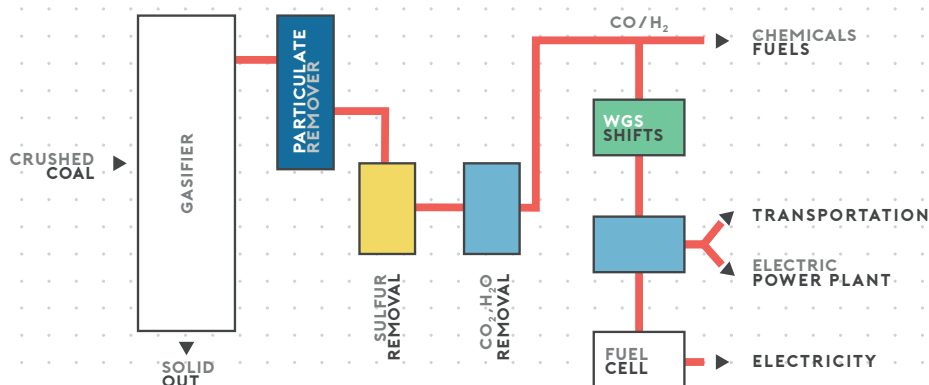 CO/H₂
CHEMICALS
FUELS
PARTICULATE
REMOVER
WGS
SHIFTS
CRUSHED
COAL
GASIFIER
TRANSPORTATION
ELECTRIC
POWER PLANT
SULFUR
REMOVAL
CO₂,H₂O
REMOVAL
FUEL
CELL
ELECTRICITY
SOLID
OUT